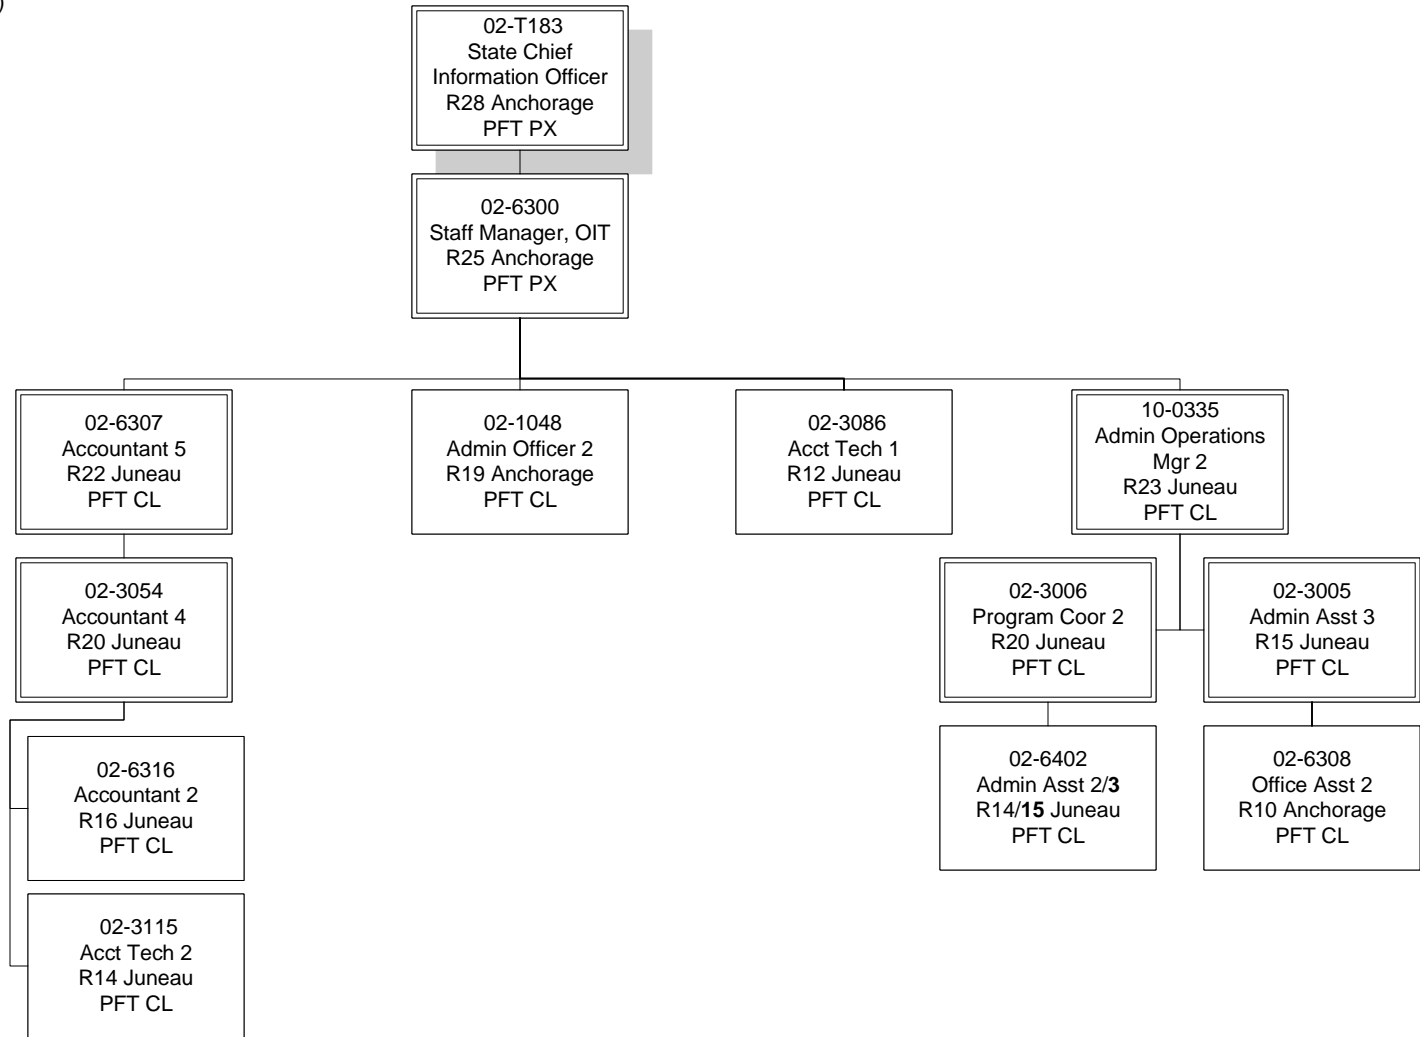 )
02-T183
State Chief
Information Officer
R28 Anchorage
PFT PX
02-6300
Staff Manager, OIT
R25 Anchorage
PFT PX
02-6307
Accountant 5
R22 Juneau
PFT CL
02-1048
Admin Officer 2
R19 Anchorage
PFT CL
02-3086
Acct Tech 1
R12 Juneau
PFT CL
10-0335
Admin Operations
Mgr 2
R23 Juneau
PFT CL
02-3054
Accountant 4
R20 Juneau
PFT CL
02-3006
Program Coor 2
R20 Juneau
PFT CL
02-3005
Admin Asst 3
R15 Juneau
PFT CL
02-6316
Accountant 2
R16 Juneau
PFT CL
02-6402
Admin Asst 2/3
R14/15 Juneau
PFT CL
02-6308
Office Asst 2
R10 Anchorage
PFT CL
02-3115
Acct Tech 2
R14 Juneau
PFT CL